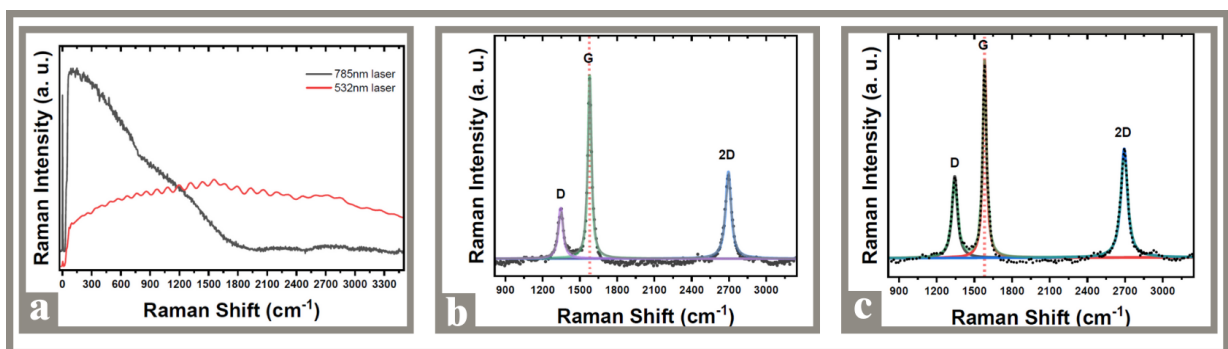 Raman Intensity (a. u.)
785nm laser
532nm laser
0 300 600 900 1200 1500 1800 2100 2400 2700 3000 3300
Raman Shift (cm-1)
a
Raman Intensity (a. u.)
D
G
2D
900 1200 1500 1800 2100 2400 2700 3000
Raman Shift (cm-1)
b
Raman Intensity (a. u.)
D
G
2D
900 1200 1500 1800 2100 2400 2700 3000
Raman Shift (cm-1)
c